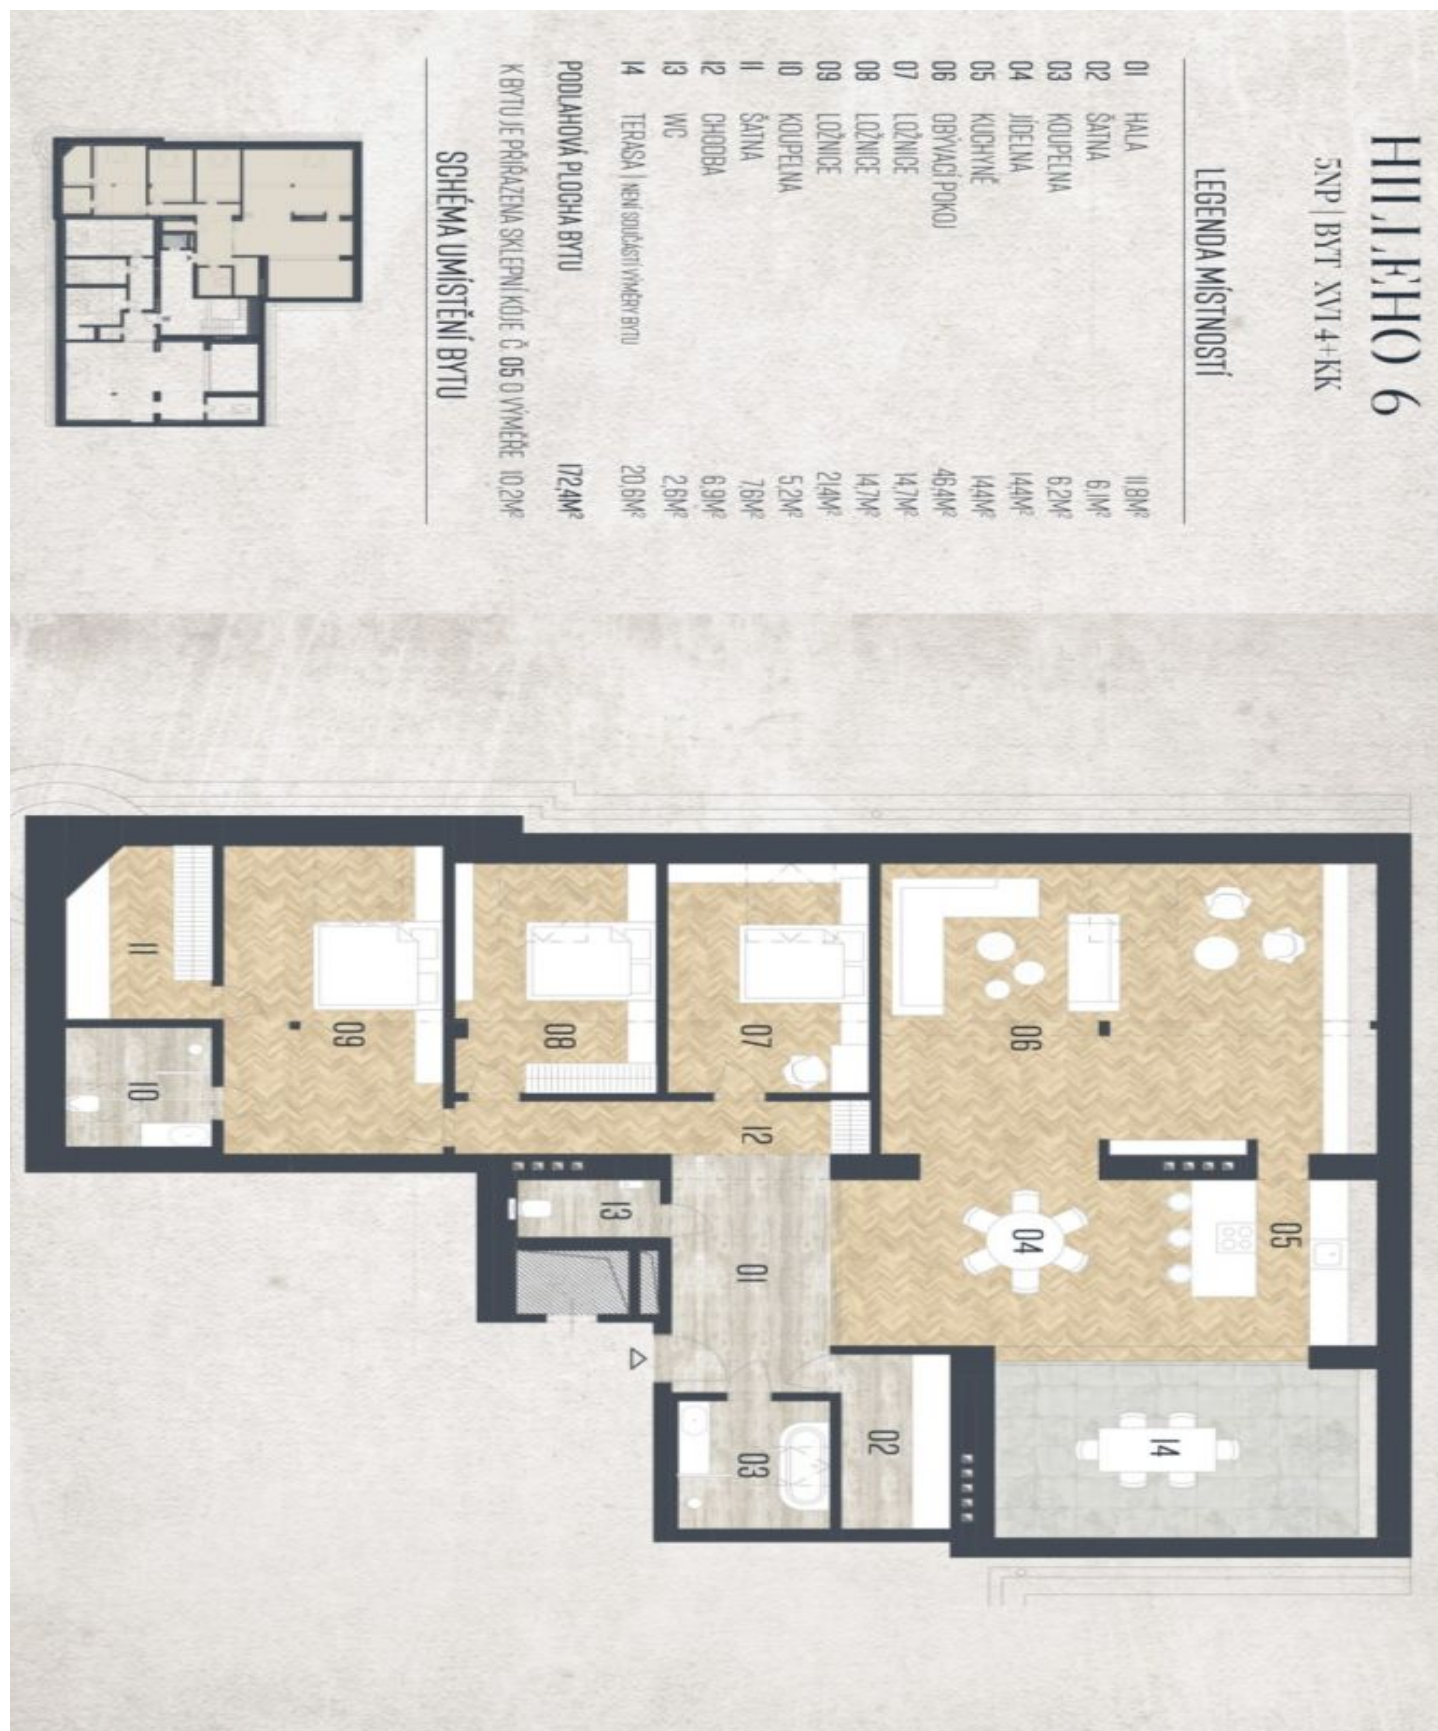 HILLEHO 6
5NP | BYT XVI 4+KK
LEGENDA MÍSTNOSTÍ
01 HALA 11,8M²
02 ŠATNA 6,1M²
03 KOUPELNA 6,2M²
04 JÍDELNA 14,4M²
05 KUCHYNĚ 14,4M²
06 OBÝVACÍ POKOJ 46,4M²
07 LOŽNICE 14,7M²
08 LOŽNICE 14,7M²
09 LOŽNICE 21,4M²
10 KOUPELNA 5,2M²
11 ŠATNA 7,6M²
12 CHODBA 6,9M²
13 WC 2,6M²
14 TERASA | NENÍ SOUČÁSTÍ VÝMĚRY BYTU 20,6M²
PODLAHOVÁ PLOCHA BYTU 172,4M²
K BYTU JE PŘIŘAZENA SKLEPNÍ KÓJE Č. 05 O VÝMĚŘE 10,2M²
SCHÉMA UMÍSTĚNÍ BYTU
06
05
04
14
07
12
01
02
03
08
13
09
11
10